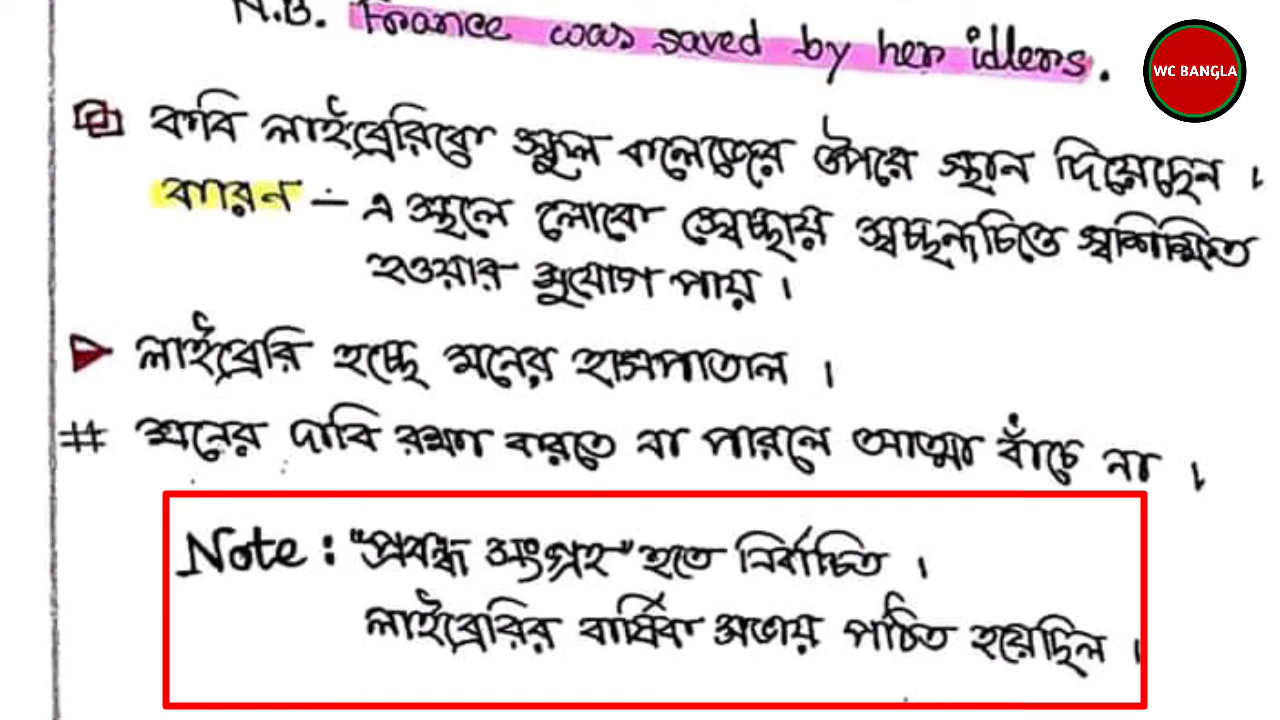 N.B. France was saved by her idlers.
WC BANGLA
কবি লাইব্রেরিকে স্কুল কলেজের উপরে স্থান দিয়েছেন।
কারন - এ স্থলে লোকে স্বেচ্ছায় স্বচ্ছন্দচিত্তে স্বশিক্ষিত
হওয়ার সুযোগ পায়।
লাইব্রেরি হচ্ছে মনের হাসপাতাল।
# মনের দাবি রক্ষা করতে না পারলে আত্মা বাঁচে না।
Note: "প্রবন্ধ সংগ্রহ" হতে নির্বাচিত।
লাইব্রেরির বার্ষিক সভায় পঠিত হয়েছিল।